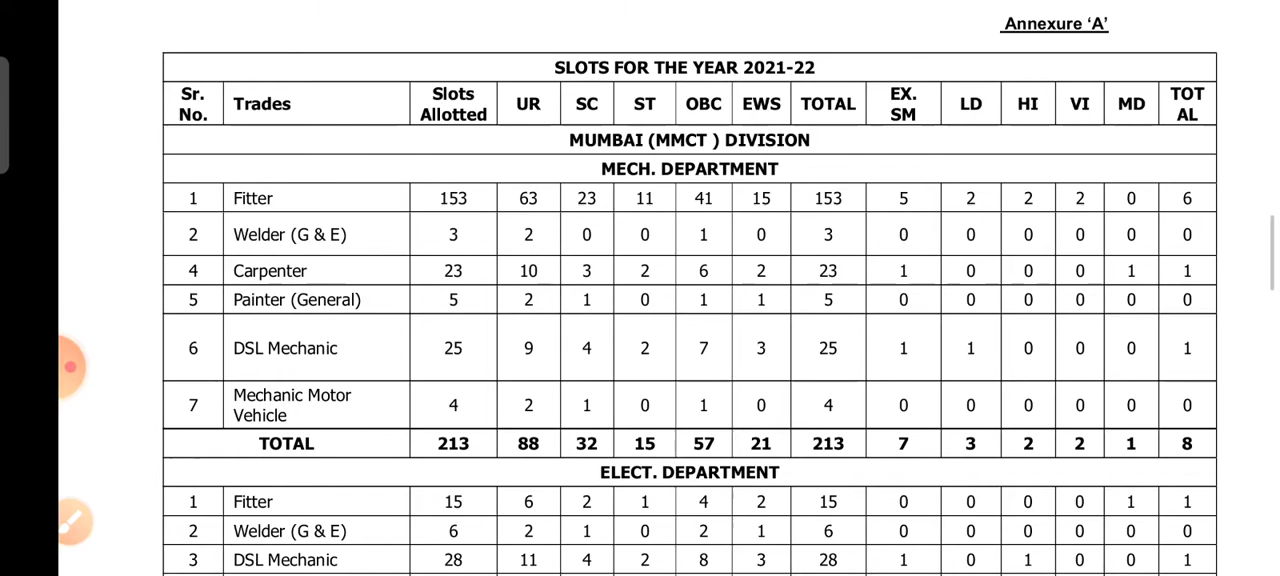 Annexure ‘A’
SLOTS FOR THE YEAR 2021-22
Sr. No. Trades Slots Allotted UR SC ST OBC EWS TOTAL EX. SM LD HI VI MD TOT AL
MUMBAI (MMCT ) DIVISION
MECH. DEPARTMENT
1 Fitter 153 63 23 11 41 15 153 5 2 2 2 0 6
2 Welder (G & E) 3 2 0 0 1 0 3 0 0 0 0 0 0
4 Carpenter 23 10 3 2 6 2 23 1 0 0 0 1 1
5 Painter (General) 5 2 1 0 1 1 5 0 0 0 0 0 0
6 DSL Mechanic 25 9 4 2 7 3 25 1 1 0 0 0 1
7 Mechanic Motor Vehicle 4 2 1 0 1 0 4 0 0 0 0 0 0
TOTAL 213 88 32 15 57 21 213 7 3 2 2 1 8
ELECT. DEPARTMENT
1 Fitter 15 6 2 1 4 2 15 0 0 0 0 1 1
2 Welder (G & E) 6 2 1 0 2 1 6 0 0 0 0 0 0
3 DSL Mechanic 28 11 4 2 8 3 28 1 0 1 0 0 1